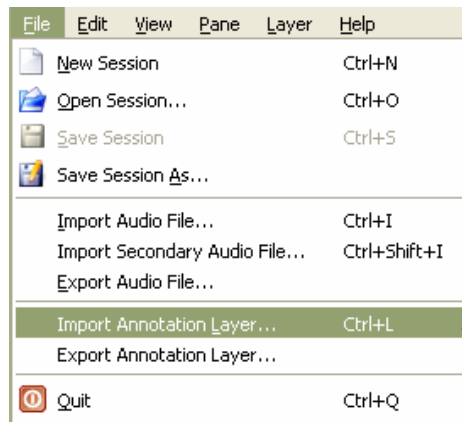 File Edit View Pane Layer Help
New Session Ctrl+N
Open Session... Ctrl+O
Save Session Ctrl+S
Save Session As...
Import Audio File... Ctrl+I
Import Secondary Audio File... Ctrl+Shift+I
Export Audio File...
Import Annotation Layer... Ctrl+L
Export Annotation Layer...
Quit Ctrl+Q